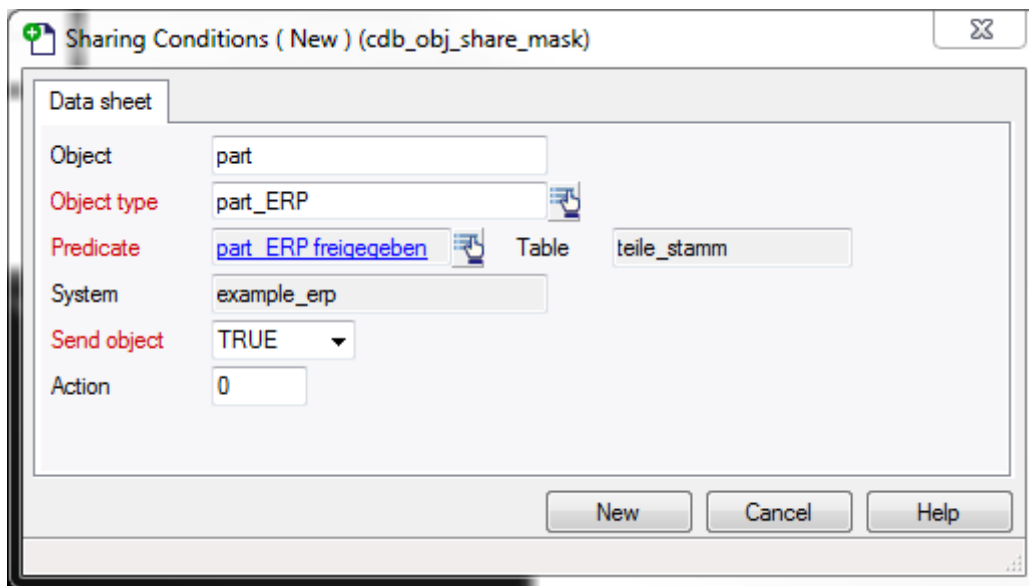 Sharing Conditions ( New ) (cdb_obj_share_mask)
Data sheet
Object part
Object type part_ERP
Predicate part_ERP freigegeben Table teile_stamm
System example_erp
Send object TRUE
Action 0
New Cancel Help